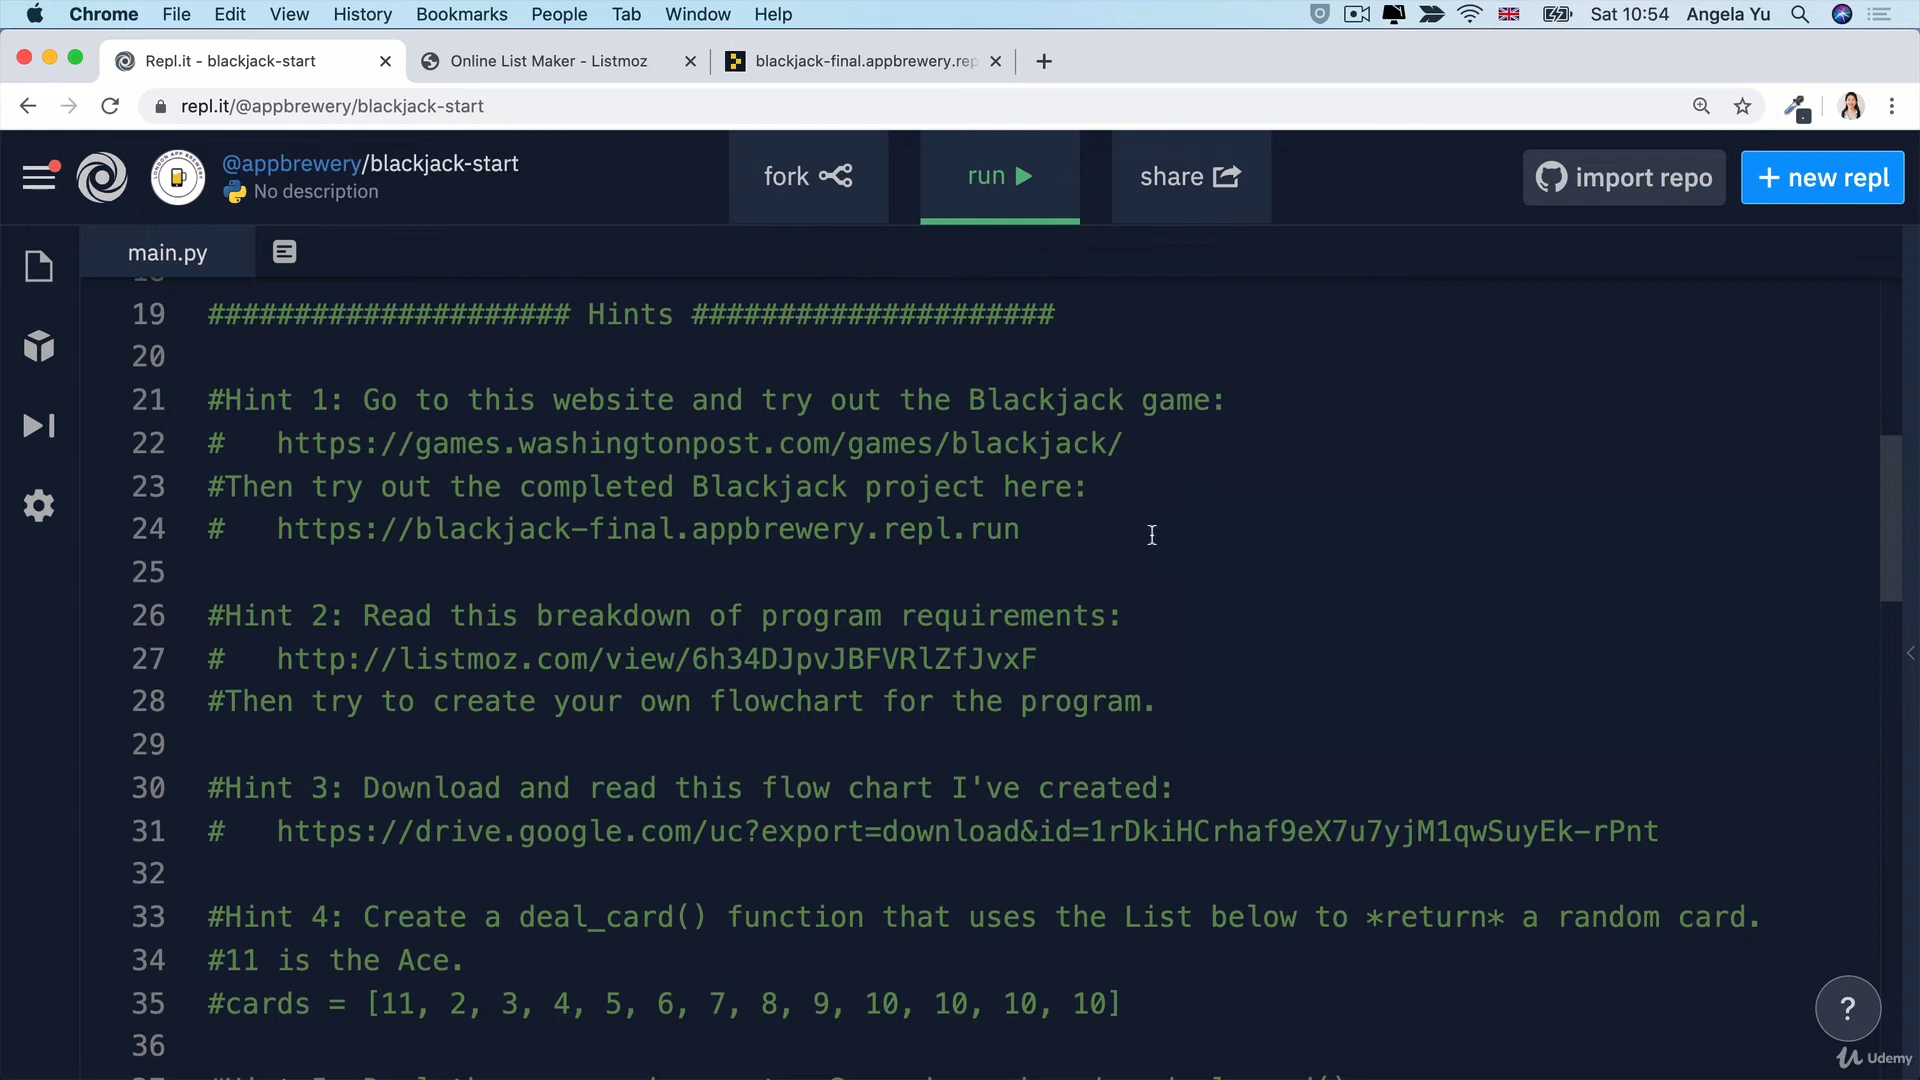 Chrome File Edit View History Bookmarks People Tab Window Help Sat 10:54 Angela Yu
Repl.it - blackjack-start Online List Maker - Listmoz blackjack-final.appbrewery.rep
repl.it/@appbrewery/blackjack-start
@appbrewery/blackjack-start
No description
fork run share import repo + new repl
main.py
19 ##################### Hints #####################
20
21 #Hint 1: Go to this website and try out the Blackjack game:
22 #   https://games.washingtonpost.com/games/blackjack/
23 #Then try out the completed Blackjack project here:
24 #   https://blackjack-final.appbrewery.repl.run
25
26 #Hint 2: Read this breakdown of program requirements:
27 #   http://listmoz.com/view/6h34DJpvJBFVRlZfJvxF
28 #Then try to create your own flowchart for the program.
29
30 #Hint 3: Download and read this flow chart I've created:
31 #   https://drive.google.com/uc?export=download&id=1rDkiHCrhaf9eX7u7yjM1qwSuyEk-rPnt
32
33 #Hint 4: Create a deal_card() function that uses the List below to *return* a random card.
34 #11 is the Ace.
35 #cards = [11, 2, 3, 4, 5, 6, 7, 8, 9, 10, 10, 10, 10]
36
?
Udemy